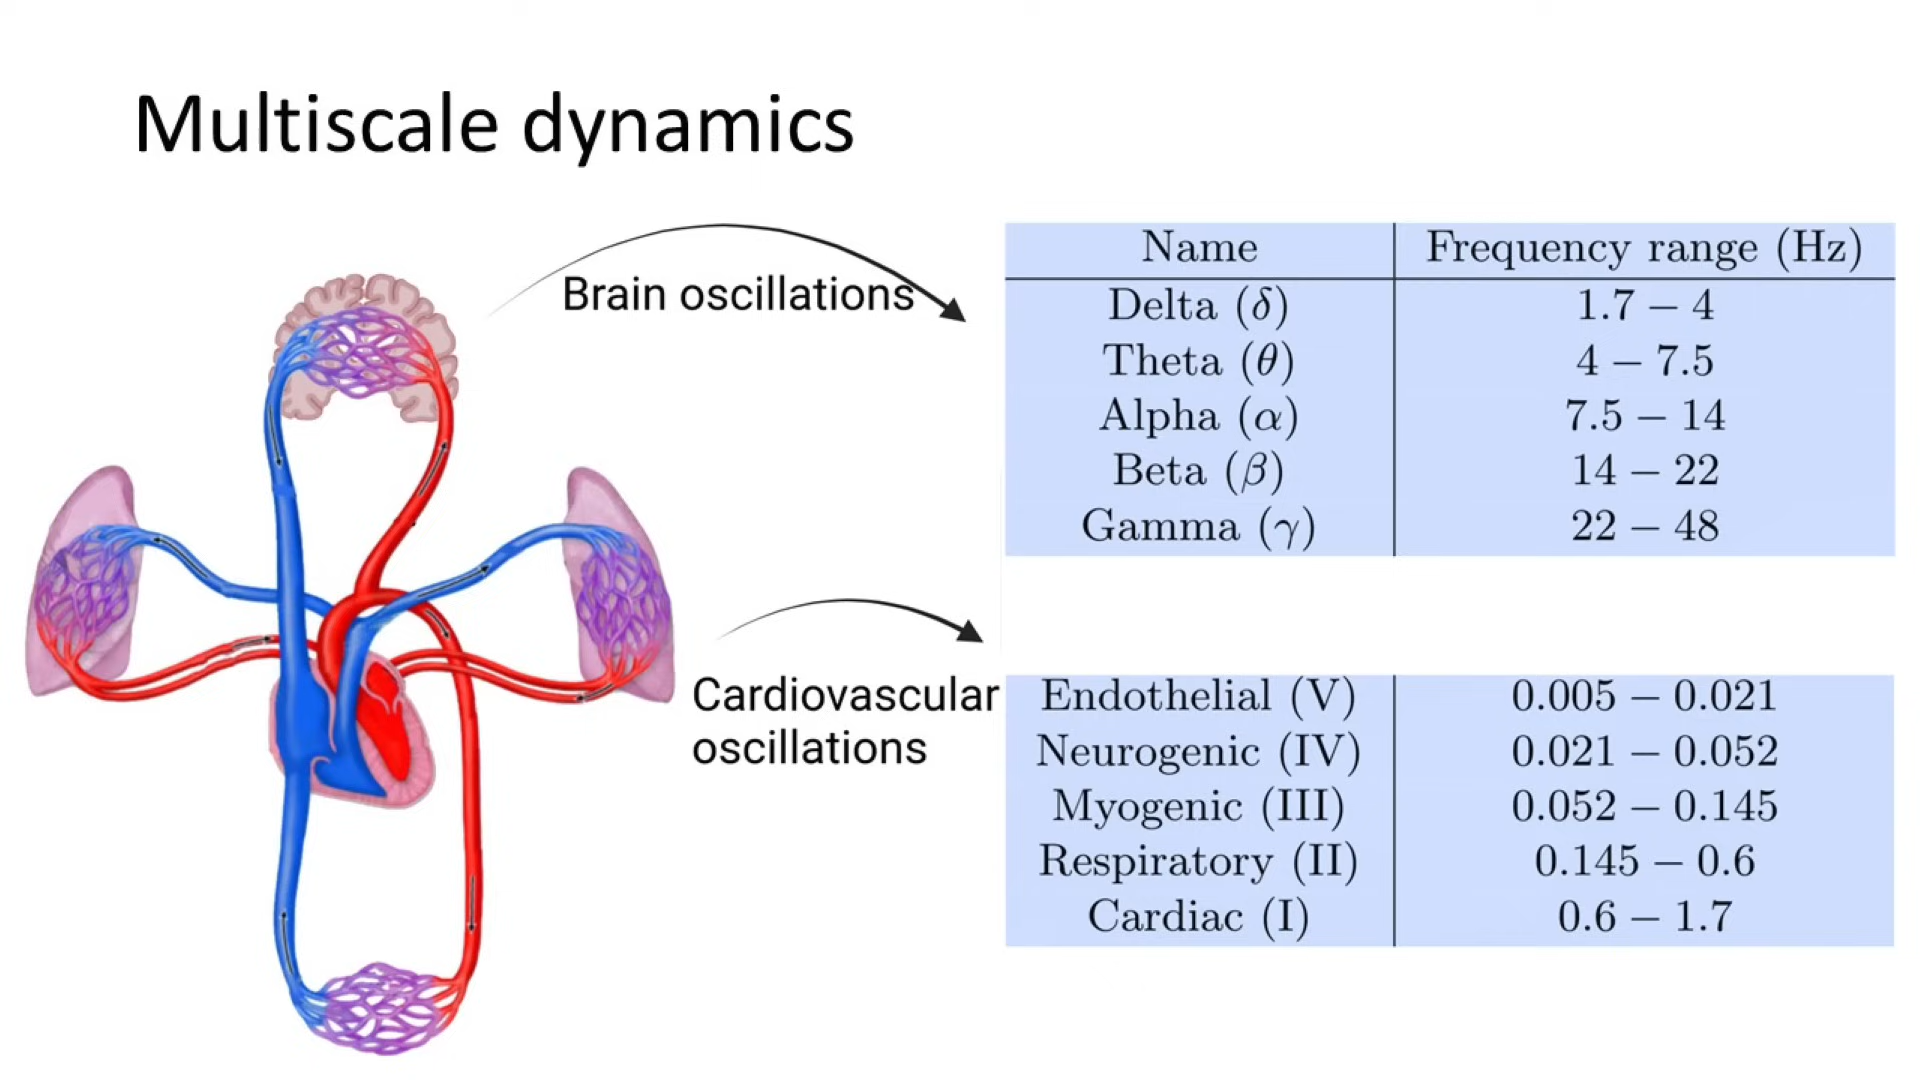 Multiscale dynamics
Brain oscillations
Name Frequency range (Hz)
Delta (δ) 1.7 – 4
Theta (θ) 4 – 7.5
Alpha (α) 7.5 – 14
Beta (β) 14 – 22
Gamma (γ) 22 – 48
Cardiovascular
oscillations
Endothelial (V) 0.005 – 0.021
Neurogenic (IV) 0.021 – 0.052
Myogenic (III) 0.052 – 0.145
Respiratory (II) 0.145 – 0.6
Cardiac (I) 0.6 – 1.7